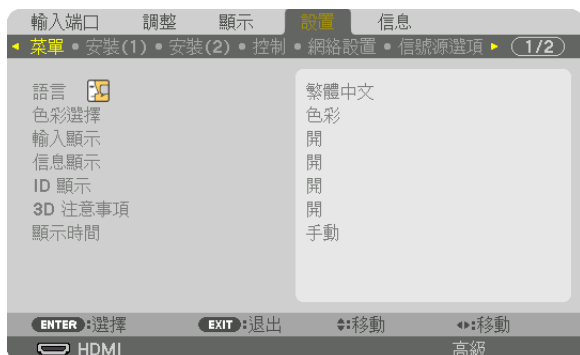 輸入端口 調整 顯示 設置 信息
◂ 菜單 • 安裝(1) • 安裝(2) • 控制 • 網絡設置 • 信號源選項 ▸ 1/2
語言 繁體中文
色彩選擇 色彩
輸入顯示 開
信息顯示 開
ID 顯示 開
3D 注意事項 開
顯示時間 手動
ENTER:選擇 EXIT:退出 :移動 :移動
HDMI 高級